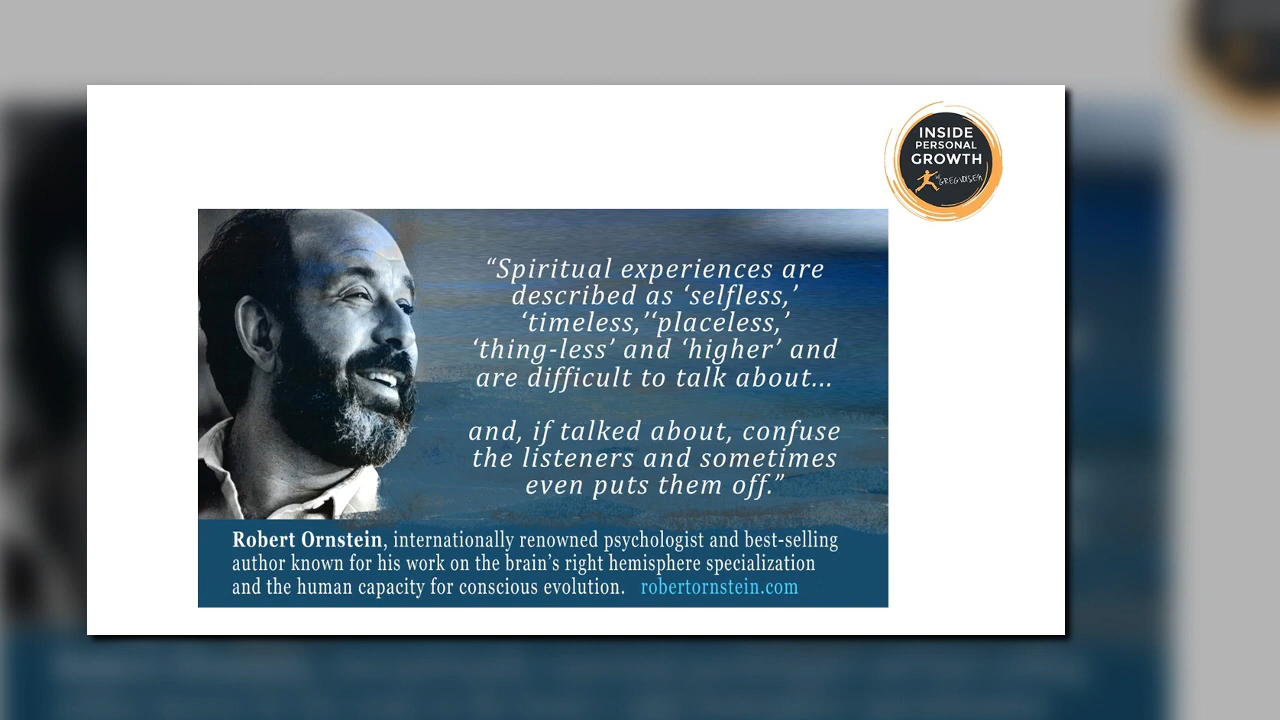 INSIDE
PERSONAL
GROWTH
“Spiritual experiences are
described as ‘selfless,’
‘timeless,’‘placeless,’
‘thing-less’ and ‘higher’ and
are difficult to talk about...
and, if talked about, confuse
the listeners and sometimes
even puts them off.”
Robert Ornstein, internationally renowned psychologist and best-selling
author known for his work on the brain’s right hemisphere specialization
and the human capacity for conscious evolution. robertornstein.com